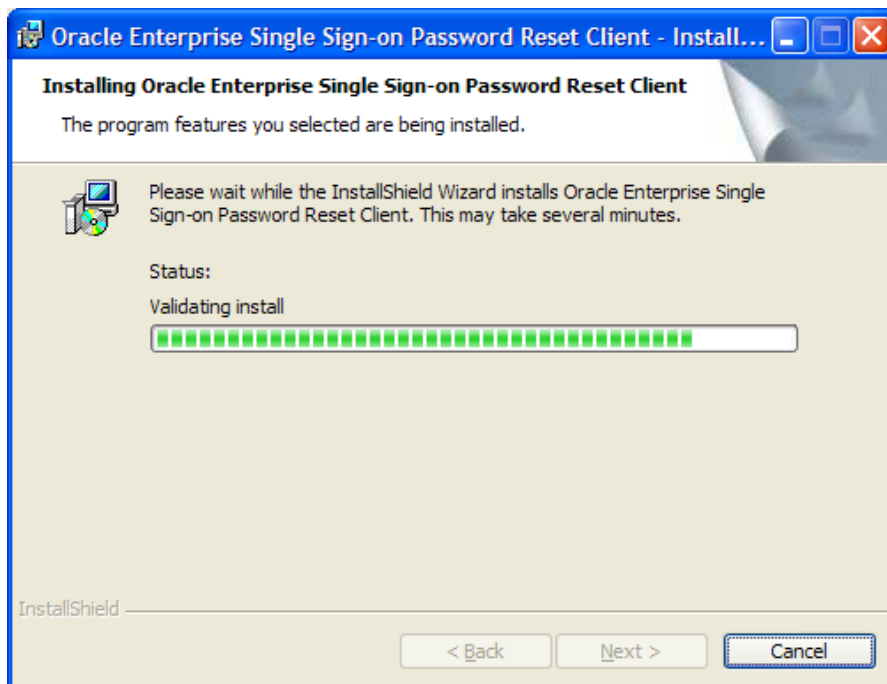 Oracle Enterprise Single Sign-on Password Reset Client - Install...
Installing Oracle Enterprise Single Sign-on Password Reset Client
The program features you selected are being installed.
Please wait while the InstallShield Wizard installs Oracle Enterprise Single
Sign-on Password Reset Client. This may take several minutes.
Status:
Validating install
InstallShield
< Back
Next >
Cancel